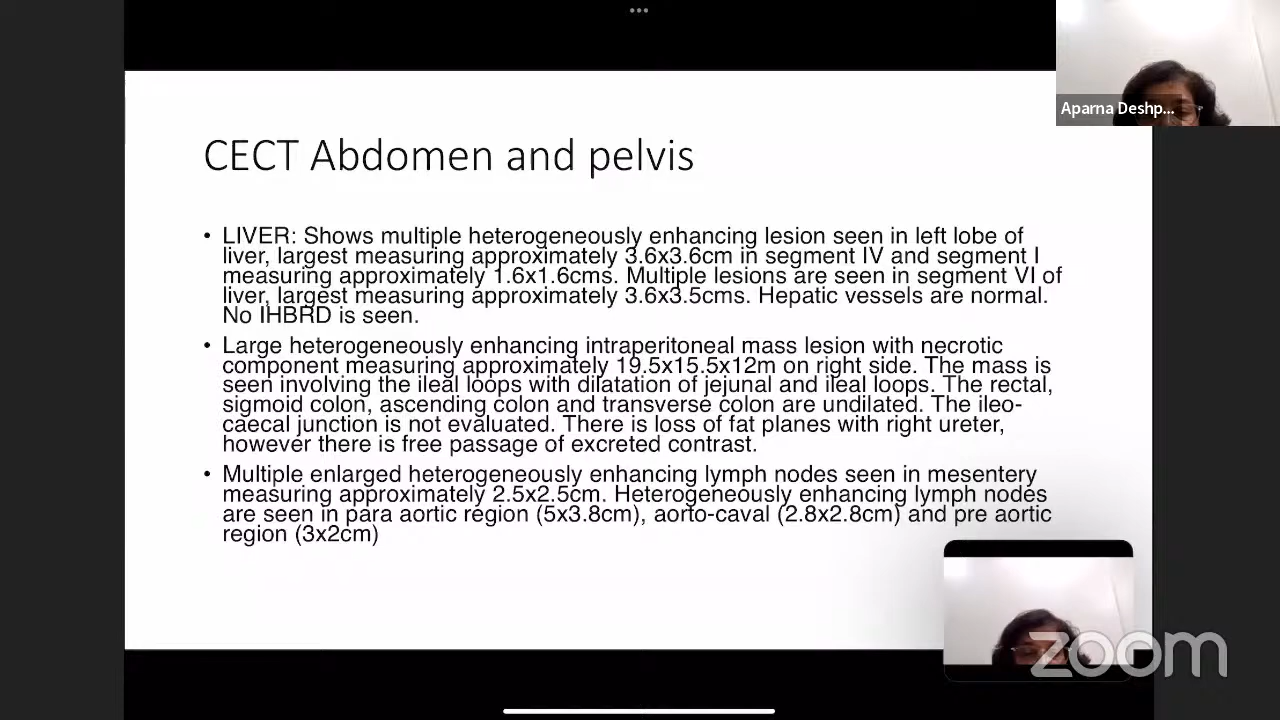 Aparna Deshp...
CECT Abdomen and pelvis
• LIVER: Shows multiple heterogeneously enhancing lesion seen in left lobe of
liver, largest measuring approximately 3.6x3.6cm in segment IV and segment I
measuring approximately 1.6x1.6cms. Multiple lesions are seen in segment VI of
liver, largest measuring approximately 3.6x3.5cms. Hepatic vessels are normal.
No IHBRD is seen.
• Large heterogeneously enhancing intraperitoneal mass lesion with necrotic
component measuring approximately 19.5x15.5x12m on right side. The mass is
seen involving the ileal loops with dilatation of jejunal and ileal loops. The rectal,
sigmoid colon, ascending colon and transverse colon are undilated. The ileo-
caecal junction is not evaluated. There is loss of fat planes with right ureter,
however there is free passage of excreted contrast.
• Multiple enlarged heterogeneously enhancing lymph nodes seen in mesentery
measuring approximately 2.5x2.5cm. Heterogeneously enhancing lymph nodes
are seen in para aortic region (5x3.8cm), aorto-caval (2.8x2.8cm) and pre aortic
region (3x2cm)
zoom